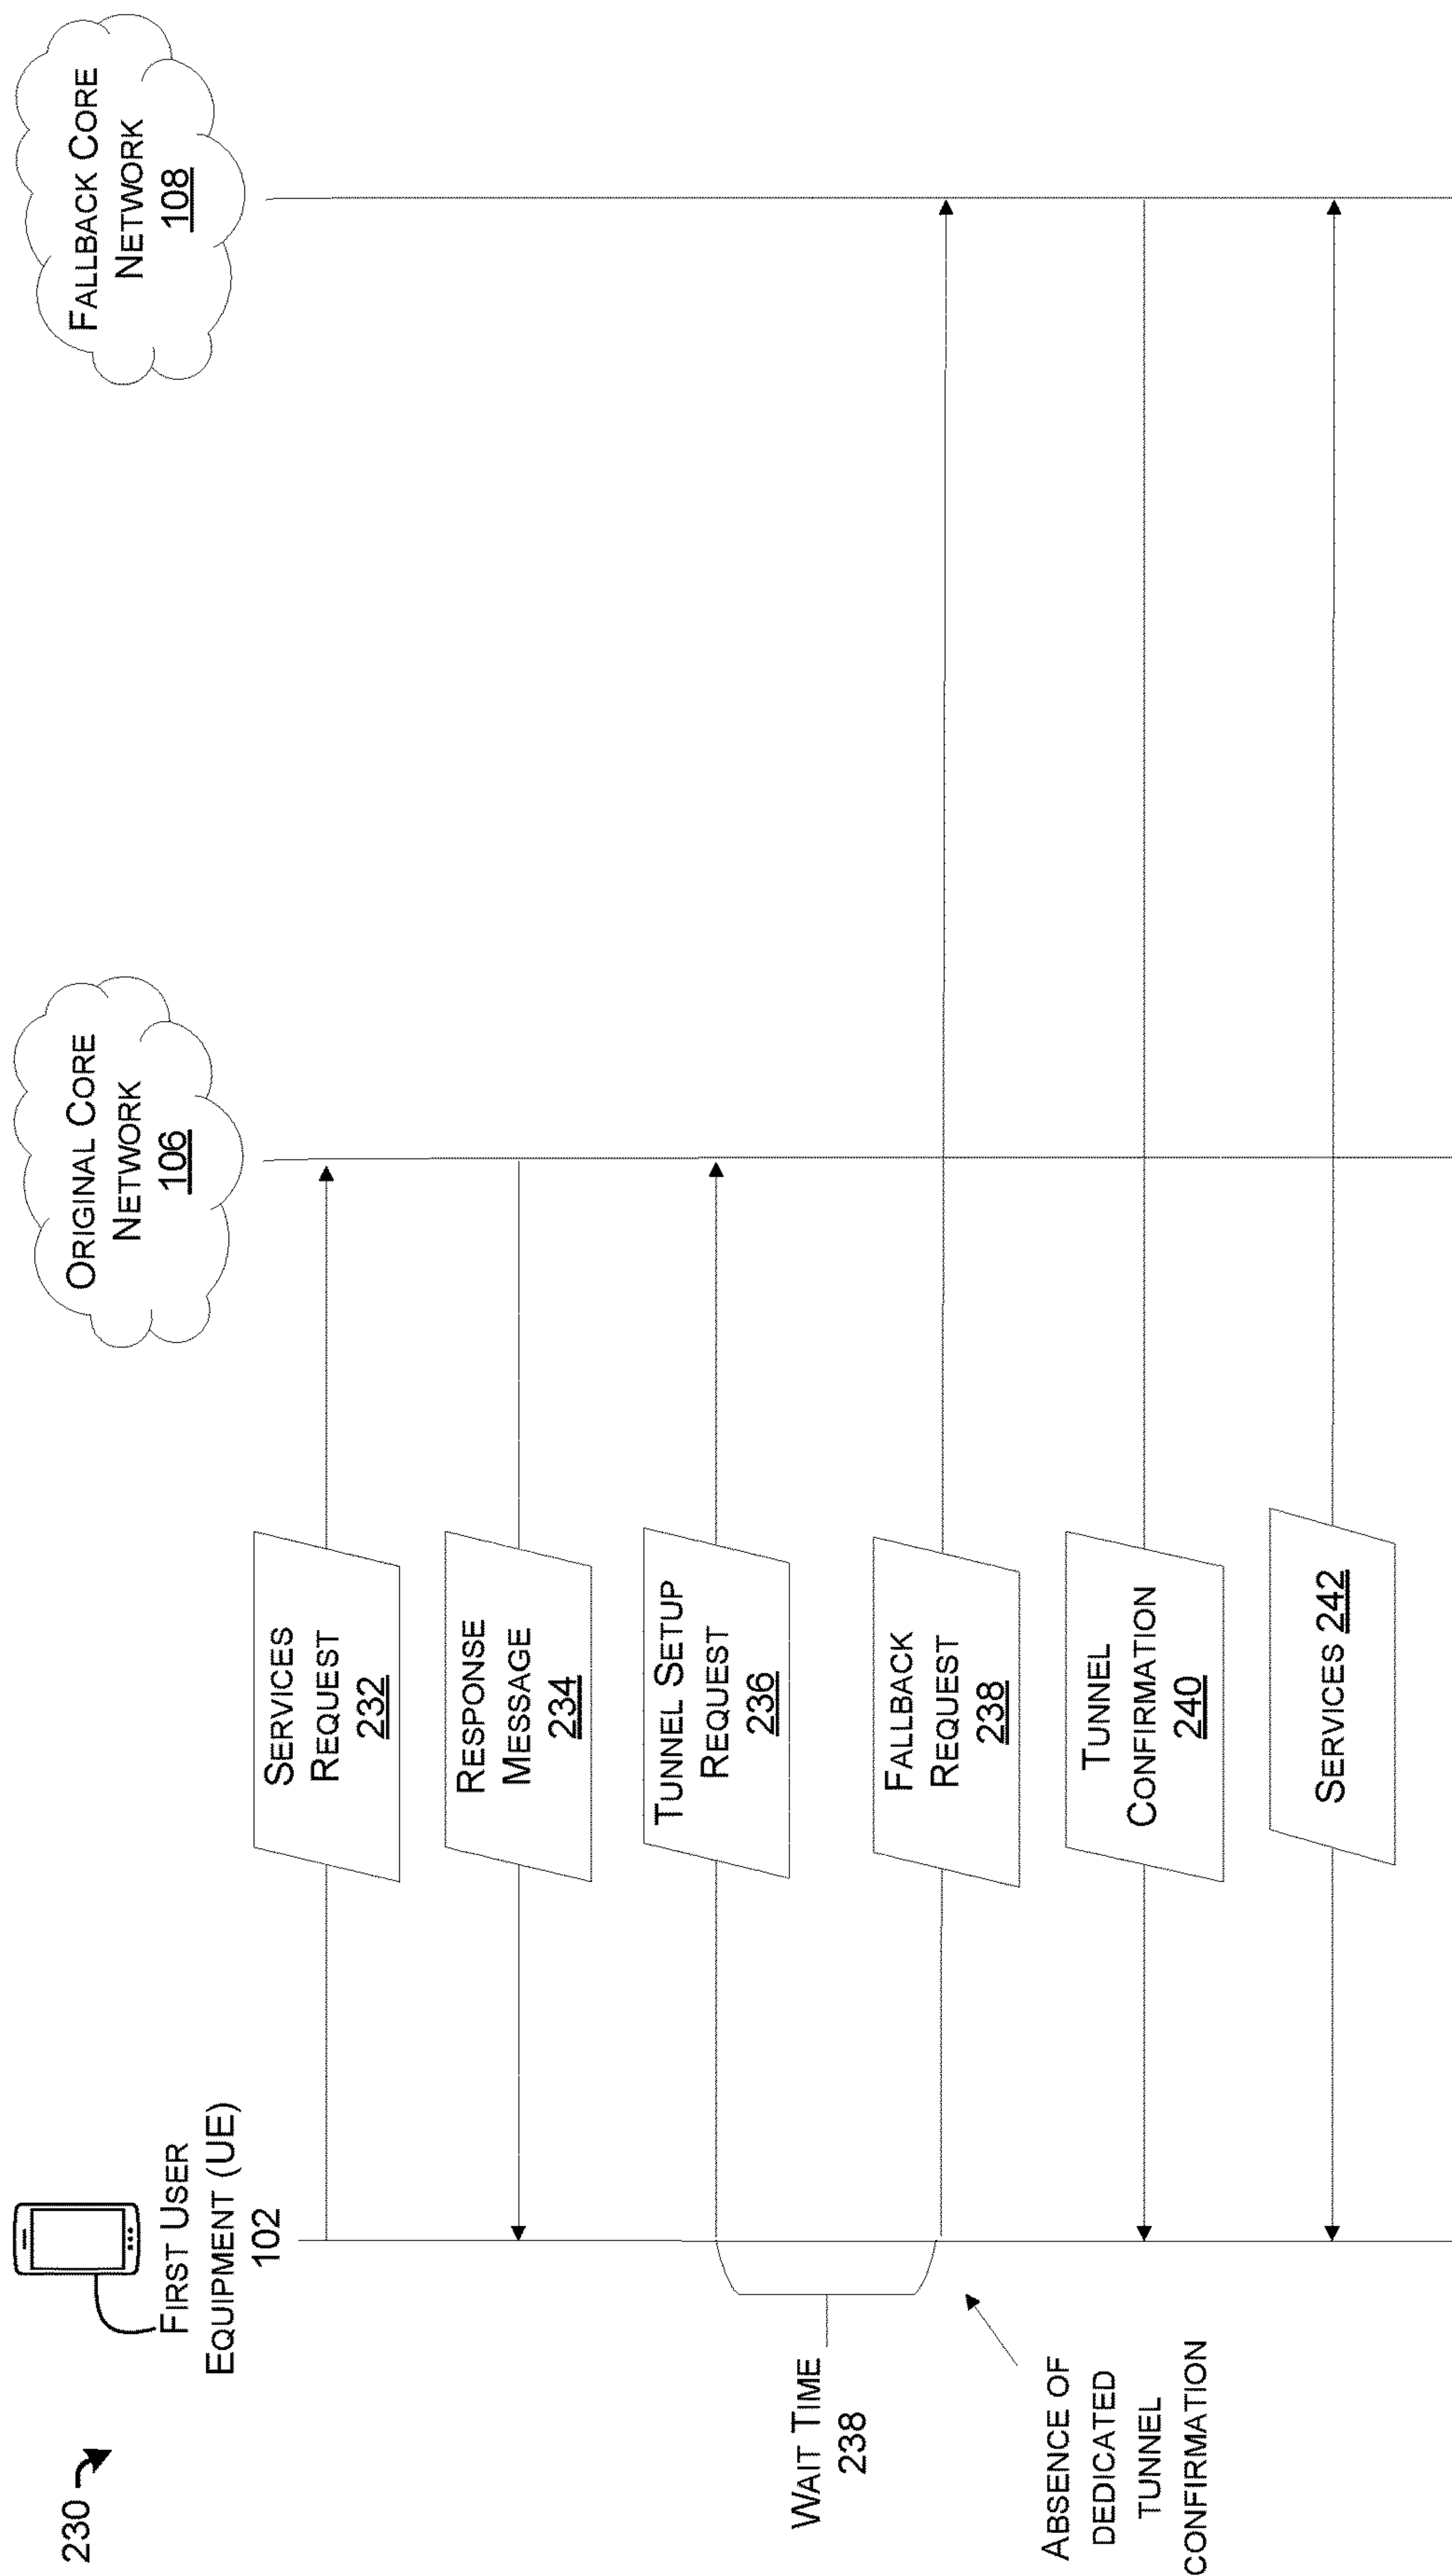 230
FIRST USER
EQUIPMENT (UE)
102
ORIGINAL CORE
NETWORK
106
FALLBACK CORE
NETWORK
108
SERVICES
REQUEST
232
RESPONSE
MESSAGE
234
TUNNEL SETUP
REQUEST
236
WAIT TIME
238
FALLBACK
REQUEST
238
ABSENCE OF
DEDICATED
TUNNEL
CONFIRMATION
TUNNEL
CONFIRMATION
240
SERVICES 242